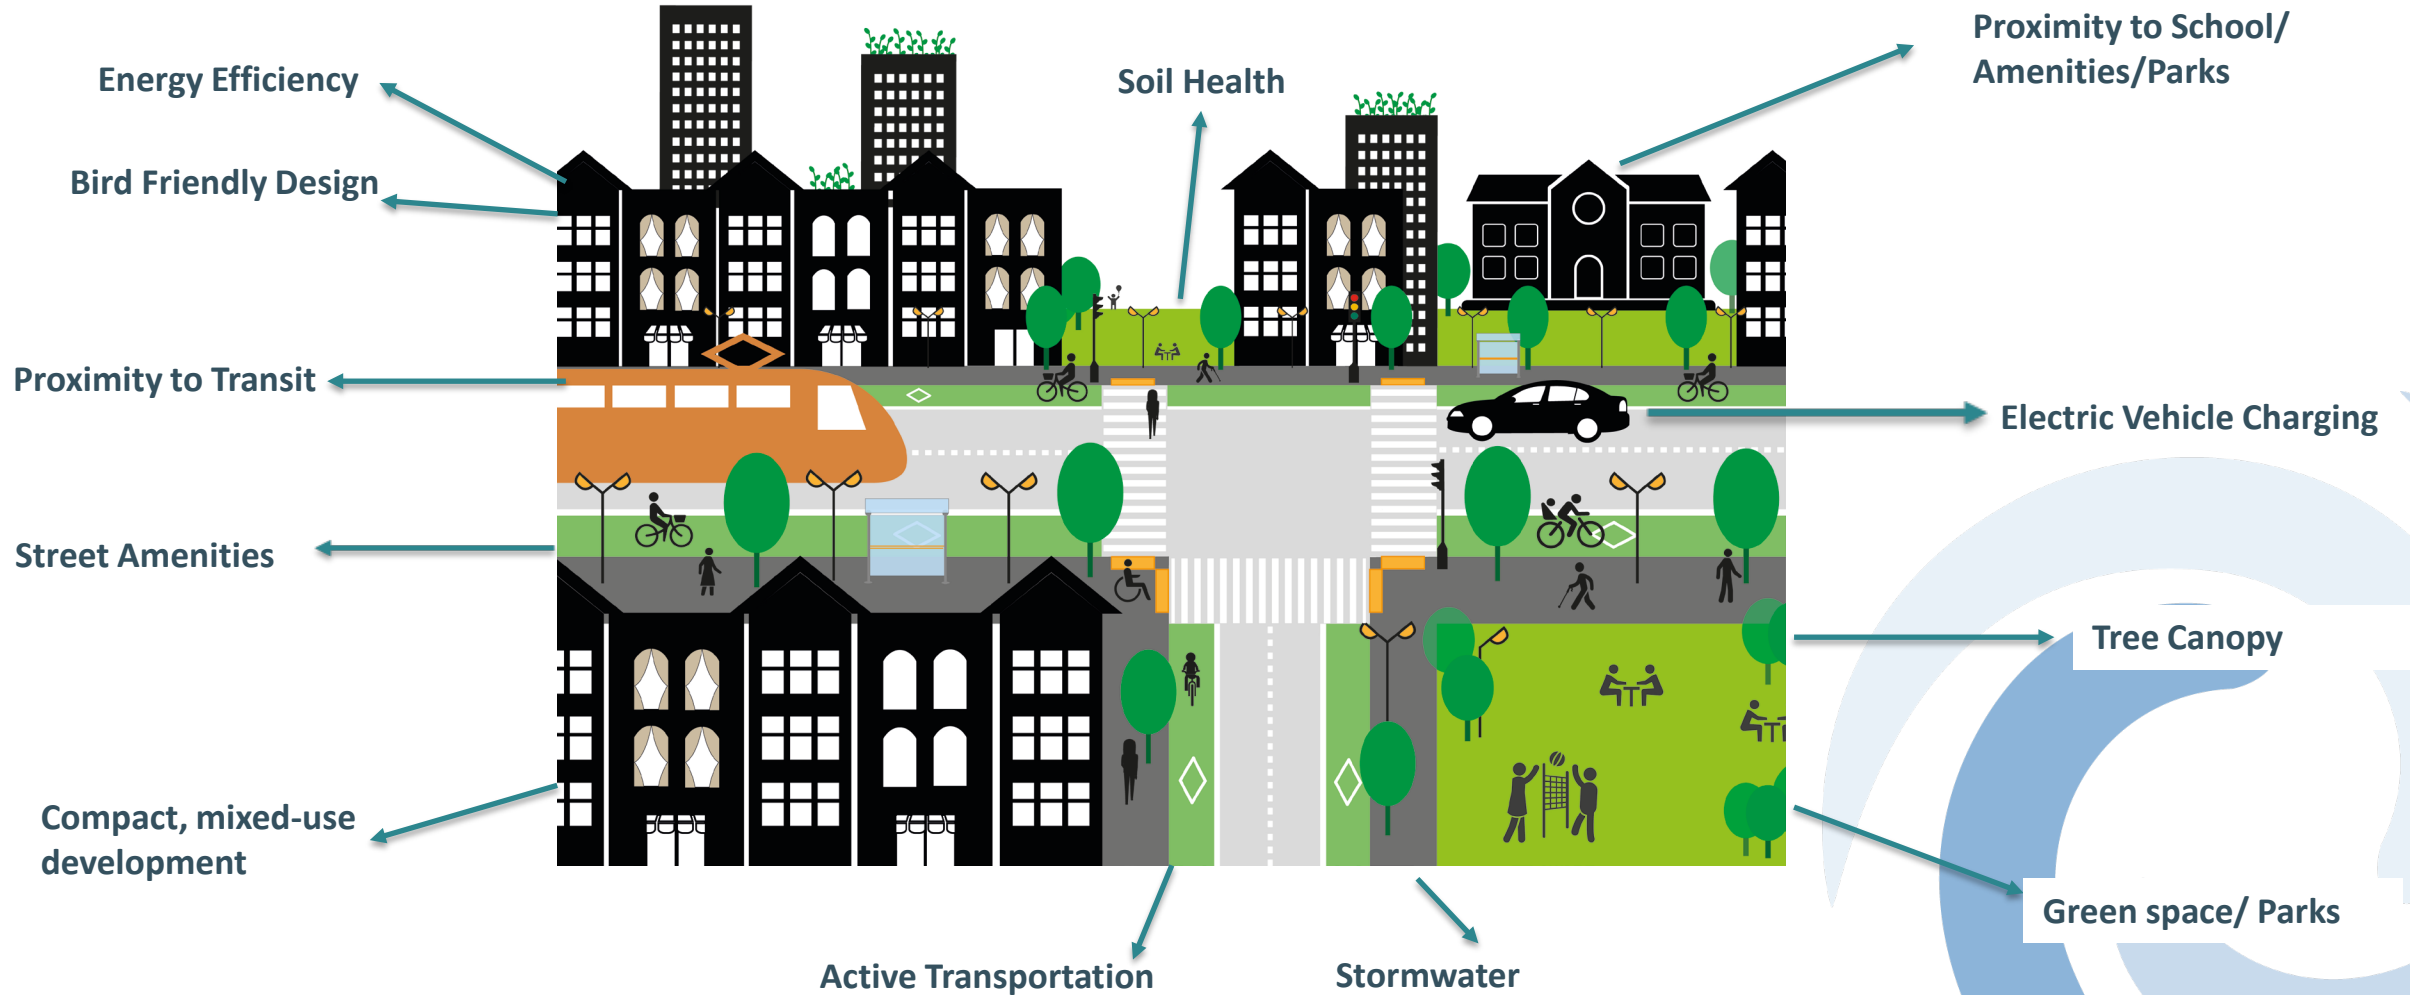 Energy Efficiency
Bird Friendly Design
Proximity to Transit
Street Amenities
Compact, mixed-use
development
Soil Health
Active Transportation
Stormwater
Proximity to School/
Amenities/Parks
Electric Vehicle Charging
Tree Canopy
Green space/ Parks